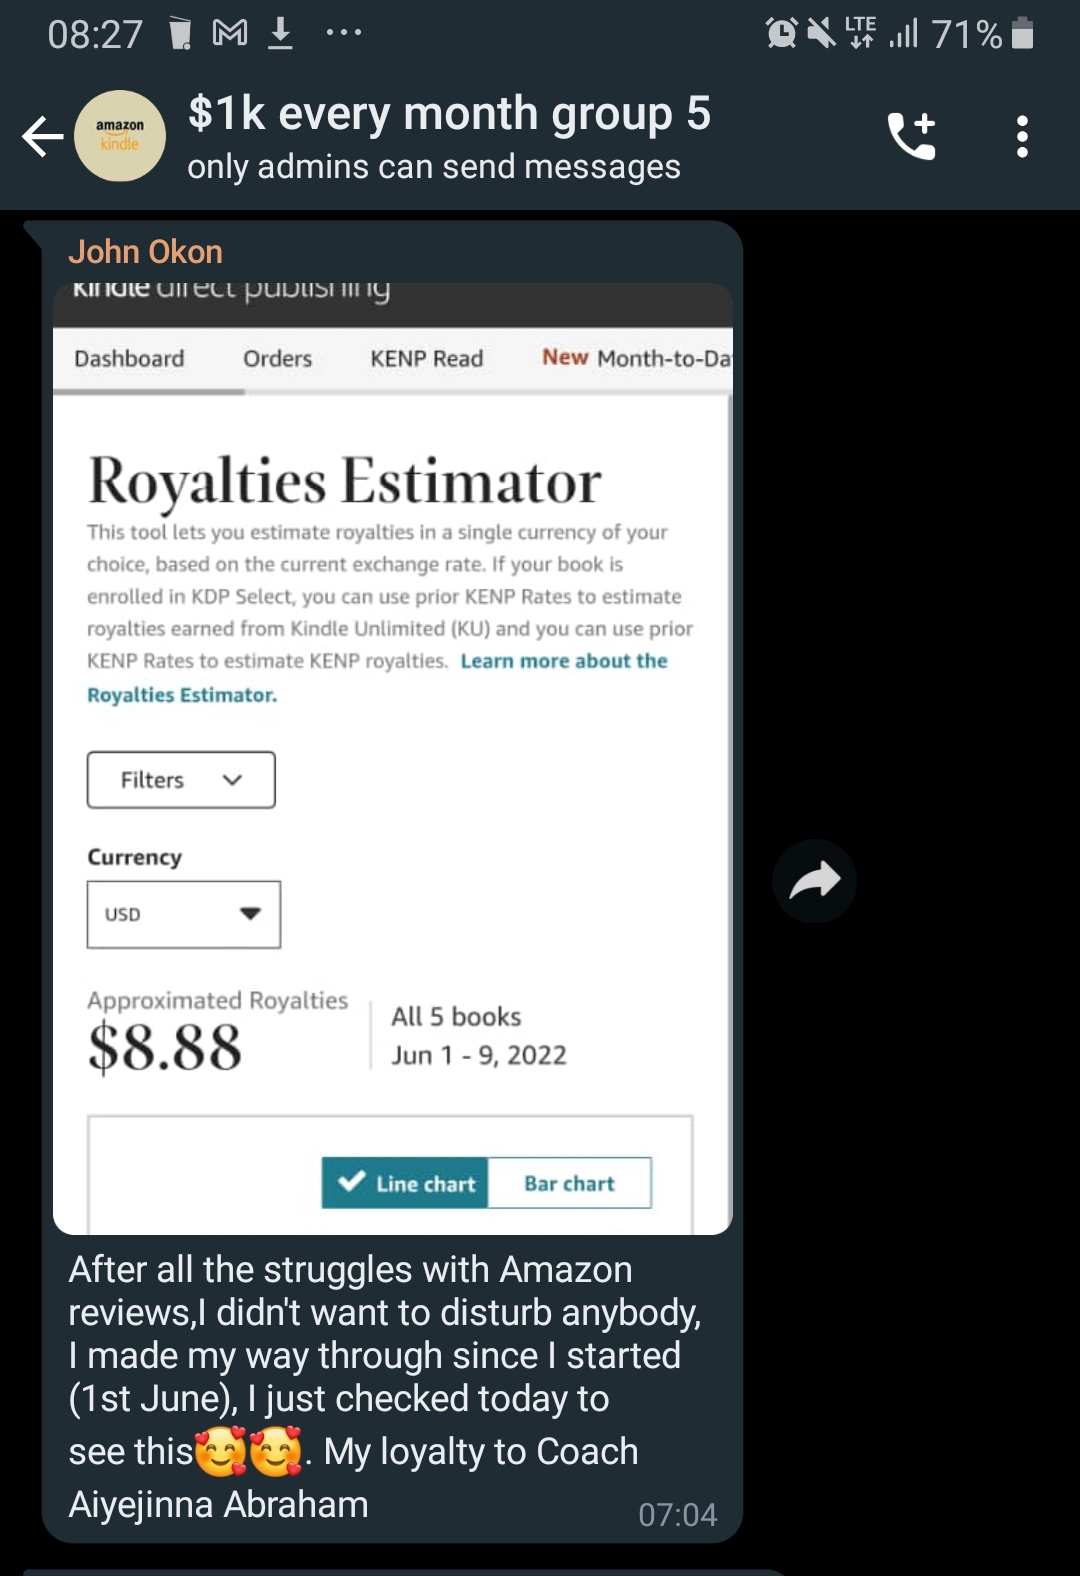 08:27
LTE
71%
amazon
kindle
$1k every month group 5
only admins can send messages
John Okon
kindle direct publishing
Dashboard Orders KENP Read New Month-to-Da
Royalties Estimator
This tool lets you estimate royalties in a single currency of your
choice, based on the current exchange rate. If your book is
enrolled in KDP Select, you can use prior KENP Rates to estimate
royalties earned from Kindle Unlimited (KU) and you can use prior
KENP Rates to estimate KENP royalties. Learn more about the
Royalties Estimator.
Filters
Currency
USD
Approximated Royalties
$8.88
All 5 books
Jun 1 - 9, 2022
Line chart
Bar chart
After all the struggles with Amazon
reviews,I didn't want to disturb anybody,
I made my way through since I started
(1st June), I just checked today to
see this🥰🥰. My loyalty to Coach
Aiyejinna Abraham
07:04